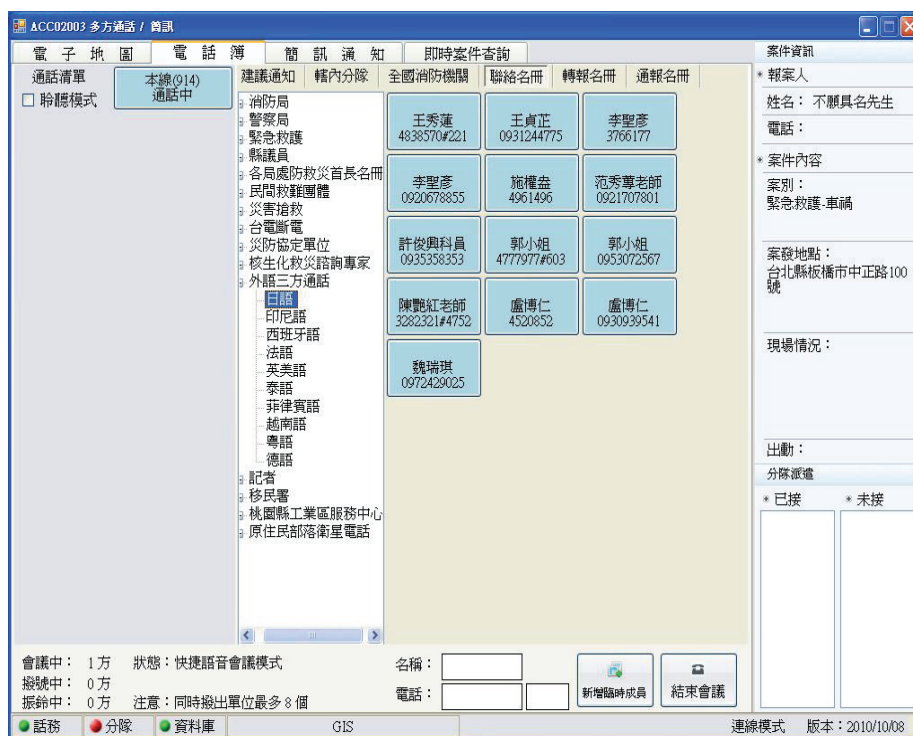 ACC02003 多方通話 / 簡訊
電子地圖 電話簿 簡訊通知 即時案件查詢
通話清單
聆聽模式
本線(914)
通話中
建議通知 轄內分隊 全國消防機關 聯絡名冊 轉報名冊 通報名冊
消防局
警察局
緊急救護
縣議員
各局處防救災首長名冊
民間救難團體
災害搶救
台電斷電
災防協定單位
核生化救災諮詢專家
外語三方通話
日語
印尼語
西班牙語
法語
英美語
泰語
菲律賓語
越南語
粵語
德語
記者
移民署
桃園縣工業區服務中心
原住民部落衛星電話
王秀蓮
4838570#221
王貞正
0931244775
李聖彥
3766177
李聖彥
0920678855
施權盎
4961496
范秀蓴老師
0921707801
許俊興科員
0935358353
郭小姐
4777977#603
郭小姐
0953072567
陳艷紅老師
3282321#4752
盧博仁
4520852
盧博仁
0930939541
魏瑞琪
0972429025
案件資訊
* 報案人
姓名：不願具名先生
電話：
* 案件內容
案別：
緊急救護-車禍
案發地點：
台北縣板橋市中正路100
號
現場情況：
出動：
分隊派遣
* 已接 * 未接
會議中： 1方 狀態：快捷語音會議模式
撥號中： 0方
振鈴中： 0方 注意：同時撥出單位最多8個
名稱：
電話：
新增臨時成員
結束會議
話務 分隊 資料庫 GIS 連線模式 版本：2010/10/08